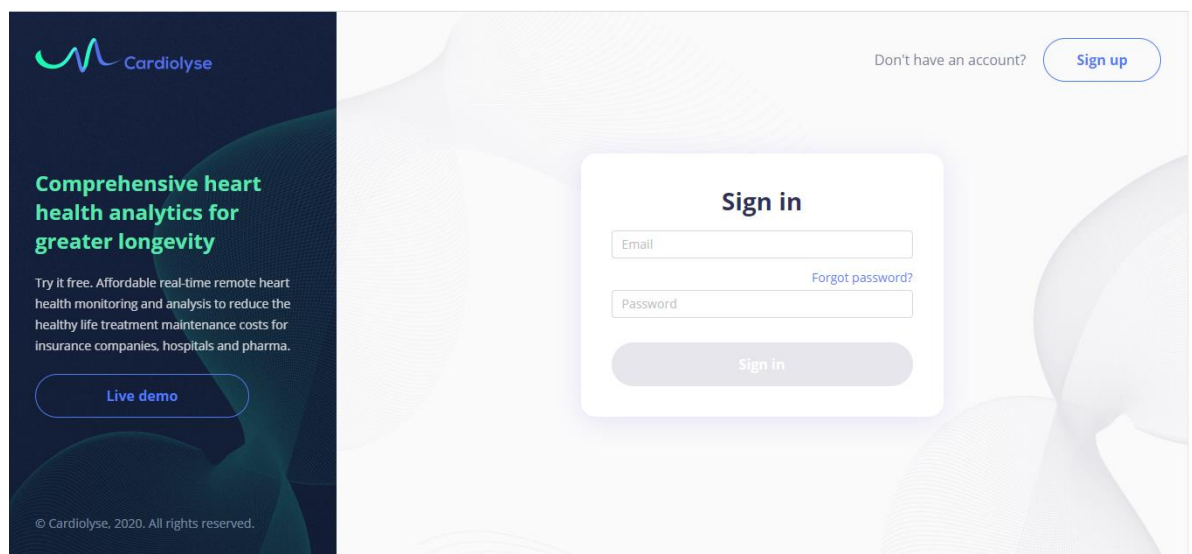 Cardiolyse
Comprehensive heart
health analytics for
greater longevity
Try it free. Affordable real-time remote heart
health monitoring and analysis to reduce the
healthy life treatment maintenance costs for
insurance companies, hospitals and pharma.
Live demo
© Cardiolyse, 2020. All rights reserved.
Don't have an account?
Sign up
Sign in
Email
Forgot password?
Password
Sign in